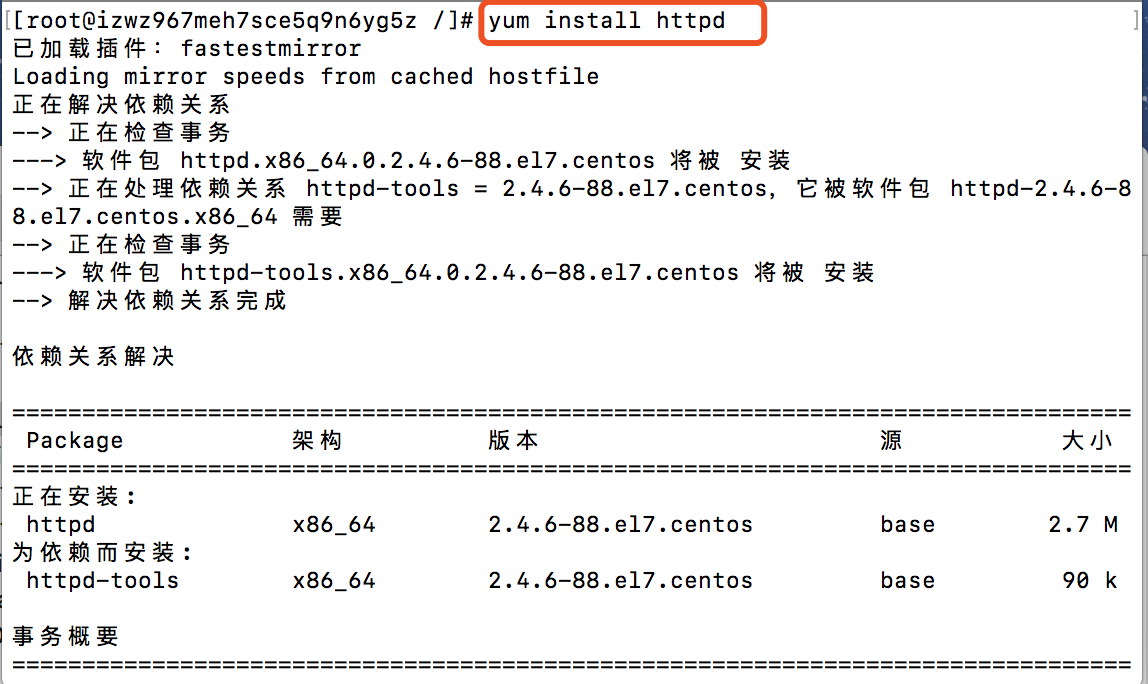 [[root@izwz967meh7sce5q9n6yg5z /]# yum install httpd ]
已加载插件：fastestmirror
Loading mirror speeds from cached hostfile
正在解决依赖关系
--> 正在检查事务
---> 软件包 httpd.x86_64.0.2.4.6-88.el7.centos 将被 安装
--> 正在处理依赖关系 httpd-tools = 2.4.6-88.el7.centos，它被软件包 httpd-2.4.6-8
8.el7.centos.x86_64 需要
--> 正在检查事务
---> 软件包 httpd-tools.x86_64.0.2.4.6-88.el7.centos 将被 安装
--> 解决依赖关系完成
依赖关系解决
================================================================================
Package 架构 版本 源 大小
================================================================================
正在安装:
httpd x86_64 2.4.6-88.el7.centos base 2.7 M
为依赖而安装:
httpd-tools x86_64 2.4.6-88.el7.centos base 90 k
事务概要
================================================================================